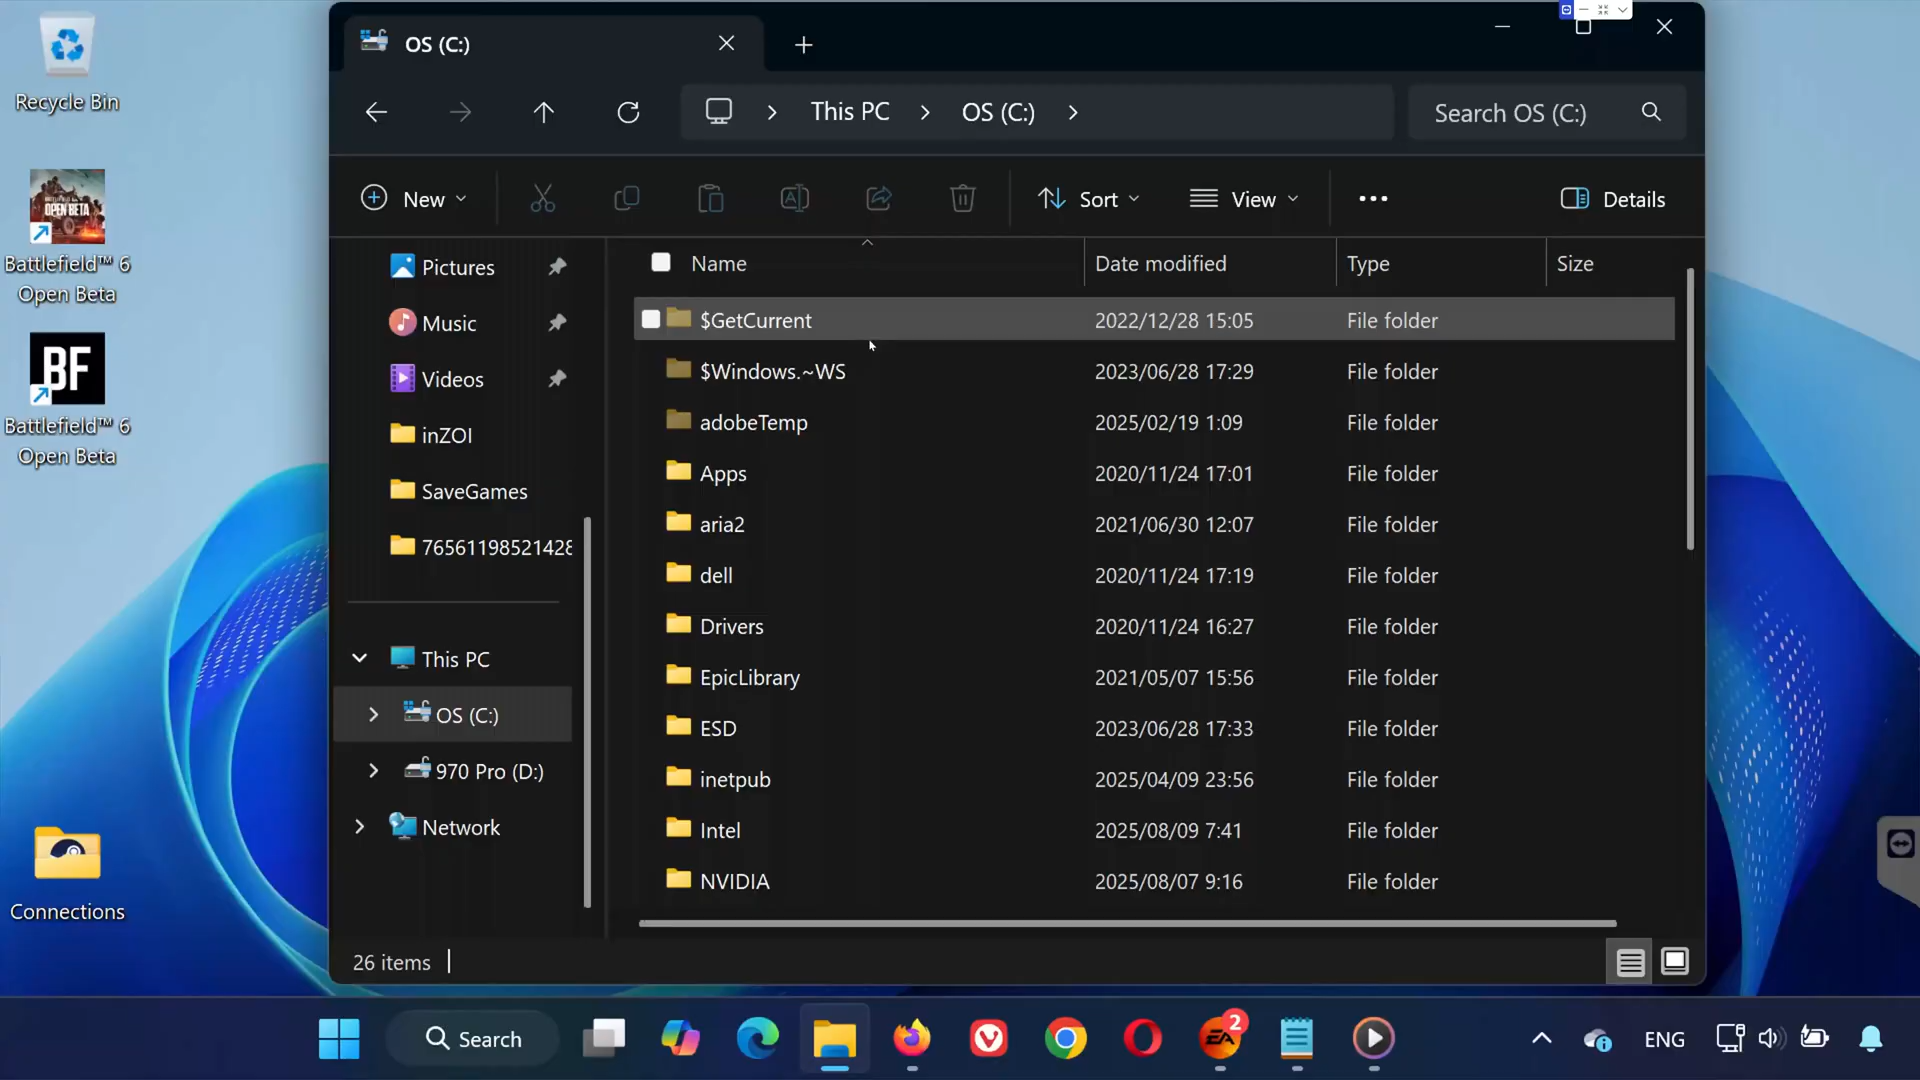 Recycle Bin
OPEN BETA
Battlefield™ 6
Open Beta
BF
Battlefield™ 6
Open Beta
Connections
OS (C:)
This PC
OS (C:)
Search OS (C:)
New
Sort
View
Details
Pictures
Music
Videos
inZOI
SaveGames
76561198521428
This PC
OS (C:)
970 Pro (D:)
Network
Name Date modified Type Size
$GetCurrent 2022/12/28 15:05 File folder
$Windows.~WS 2023/06/28 17:29 File folder
adobeTemp 2025/02/19 1:09 File folder
Apps 2020/11/24 17:01 File folder
aria2 2021/06/30 12:07 File folder
dell 2020/11/24 17:19 File folder
Drivers 2020/11/24 16:27 File folder
EpicLibrary 2021/05/07 15:56 File folder
ESD 2023/06/28 17:33 File folder
inetpub 2025/04/09 23:56 File folder
Intel 2025/08/09 7:41 File folder
NVIDIA 2025/08/07 9:16 File folder
26 items
Search
EA
2
ENG